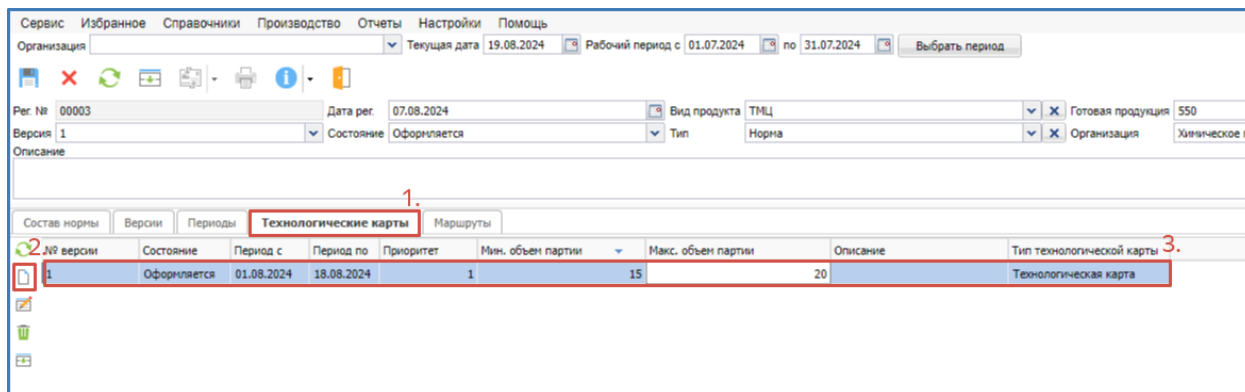 Сервис Избранное Справочники Производство Отчеты Настройки Помощь
Организация Текущая дата 19.08.2024 Рабочий период с 01.07.2024 по 31.07.2024 Выбрать период
Рег. № 00003 Дата рег. 07.08.2024 Вид продукта ТМЦ Готовая продукция 550
Версия 1 Состояние Оформляется Тип Норма Организация Химическое
Описание
1.
Состав нормы Версии Периоды Технологические карты Маршруты
2. № версии Состояние Период с Период по Приоритет Мин. объем партии Макс. объем партии Описание Тип технологической карты 3.
1 Оформляется 01.08.2024 18.08.2024 1 15 20 Технологическая карта